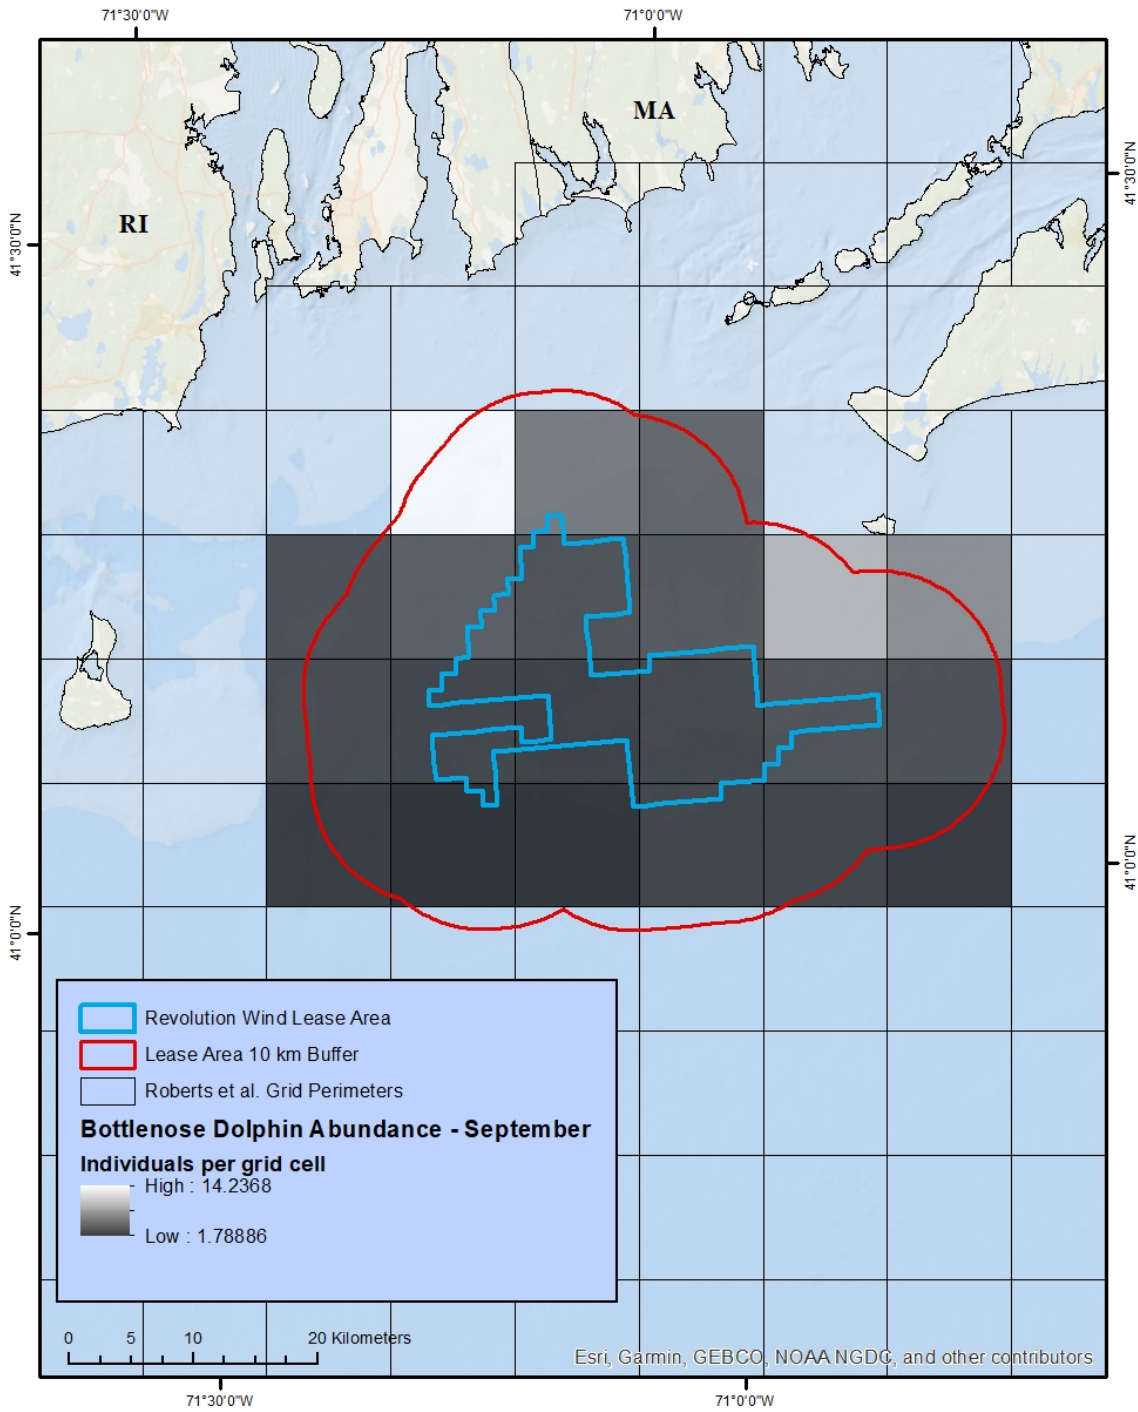 71°30'0"W
71°0'0"W
MA
41°30'0"N
RI
41°30'0"N
41°0'0"N
41°0'0"N
Revolution Wind Lease Area
Lease Area 10 km Buffer
Roberts et al. Grid Perimeters
Bottlenose Dolphin Abundance - September
Individuals per grid cell
High : 14.2368
Low : 1.78886
0 5 10 20 Kilometers
Esri, Garmin, GEBCO, NOAA NGDC, and other contributors
71°30'0"W
71°0'0"W